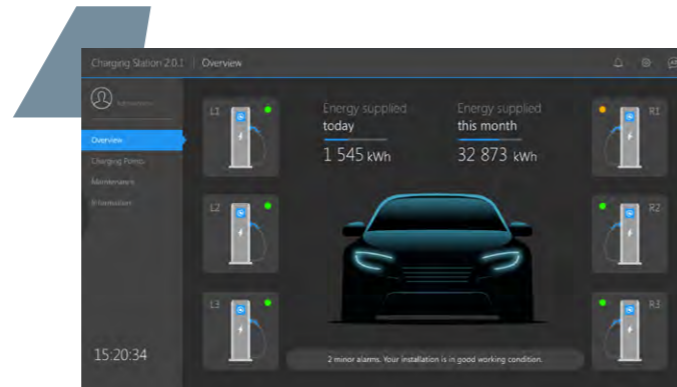 Charging Station 2.0.1 | Overview
Overview
Charging Points
Maintenance
Information
15:20:34
L1
L2
L3
Energy supplied
today
1 545 kWh
Energy supplied
this month
32 873 kWh
2 minor alarms. Your installation is in good working condition.
R1
R2
R3